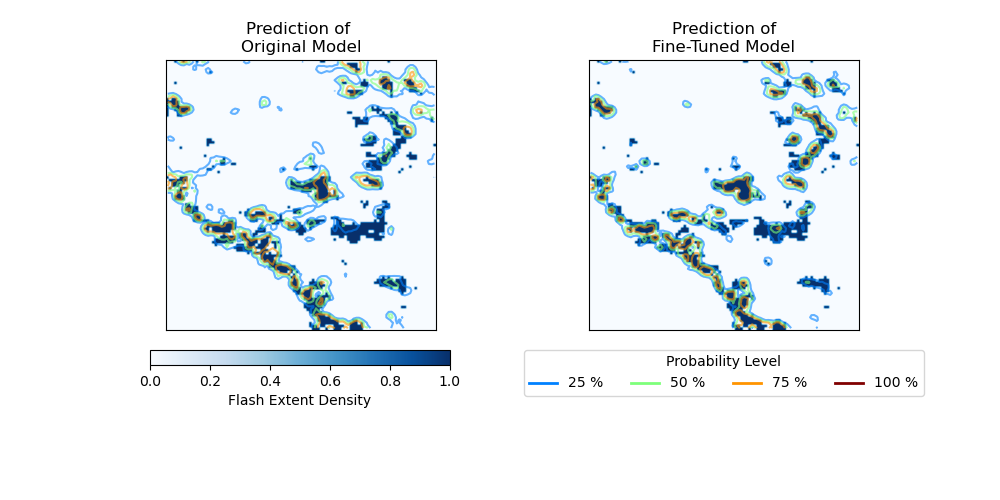 Prediction of
Original Model
Prediction of
Fine-Tuned Model
0.0 0.2 0.4 0.6 0.8 1.0
Flash Extent Density
Probability Level
25 % 50 % 75 % 100 %